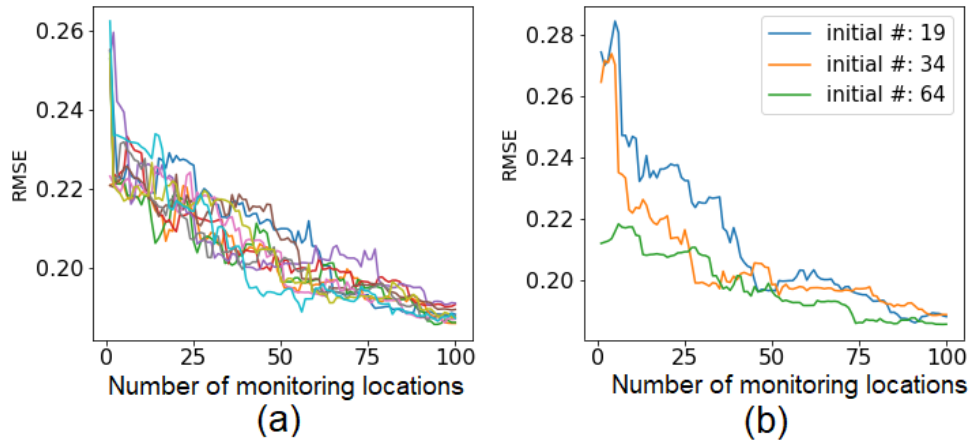 0.26
0.24
0.22
0.20
RMSE
0
25
50
75
100
Number of monitoring locations
(a)
0.28
0.26
0.24
0.22
0.20
RMSE
initial #: 19
initial #: 34
initial #: 64
0
25
50
75
100
Number of monitoring locations
(b)